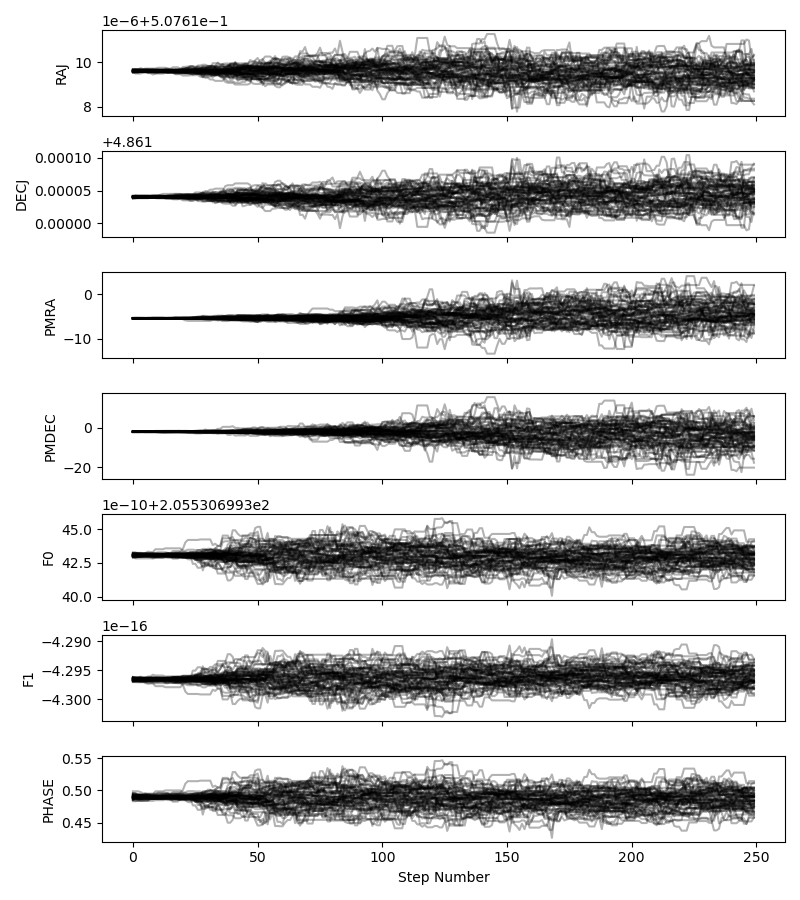 1e−6+5.0761e−1
10
8
RAJ
+4.861
0.00010
0.00005
0.00000
DECJ
0
−10
PMRA
0
−20
PMDEC
1e−10+2.055306993e2
45.0
42.5
40.0
F0
1e−16
−4.290
−4.295
−4.300
F1
0.55
0.50
0.45
PHASE
0 50 100 150 200 250
Step Number